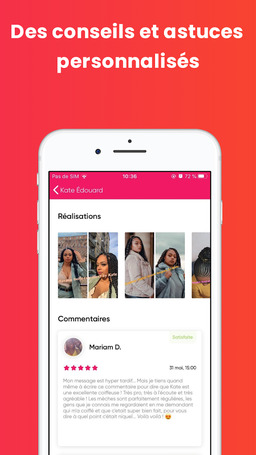 Des conseils et astuces
personnalisés
Pas de SIM 10:36 72 %
Kate Édouard
Réalisations
Commentaires
Satisfaite
Mariam D.
31 mai, 15:00
Mon message est hyper tardif... Mais je tiens quand
même à écrire ce commentaire pour dire que Kate est
une excellente coiffeuse ! Très pro, très à l'écoute et très
agréable ! Les mèches sont parfaitement régulières, les
gens que je connais me regardaient en me demandant
qui m'a coiffé et que c'était super bien fait, pour vous
dire à quel point c'était niquel... Voilà voilà ! 😍